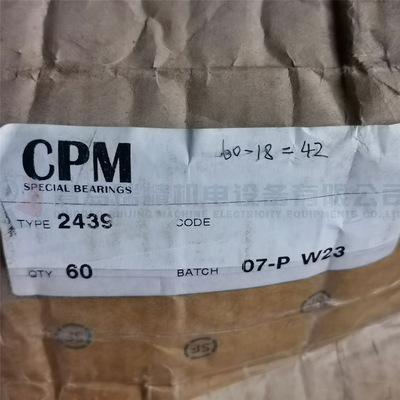 CPM
60-18=42
SPECIAL BEARINGS
TYPE 2439 CODE
QTY 60 BATCH 07-P W23